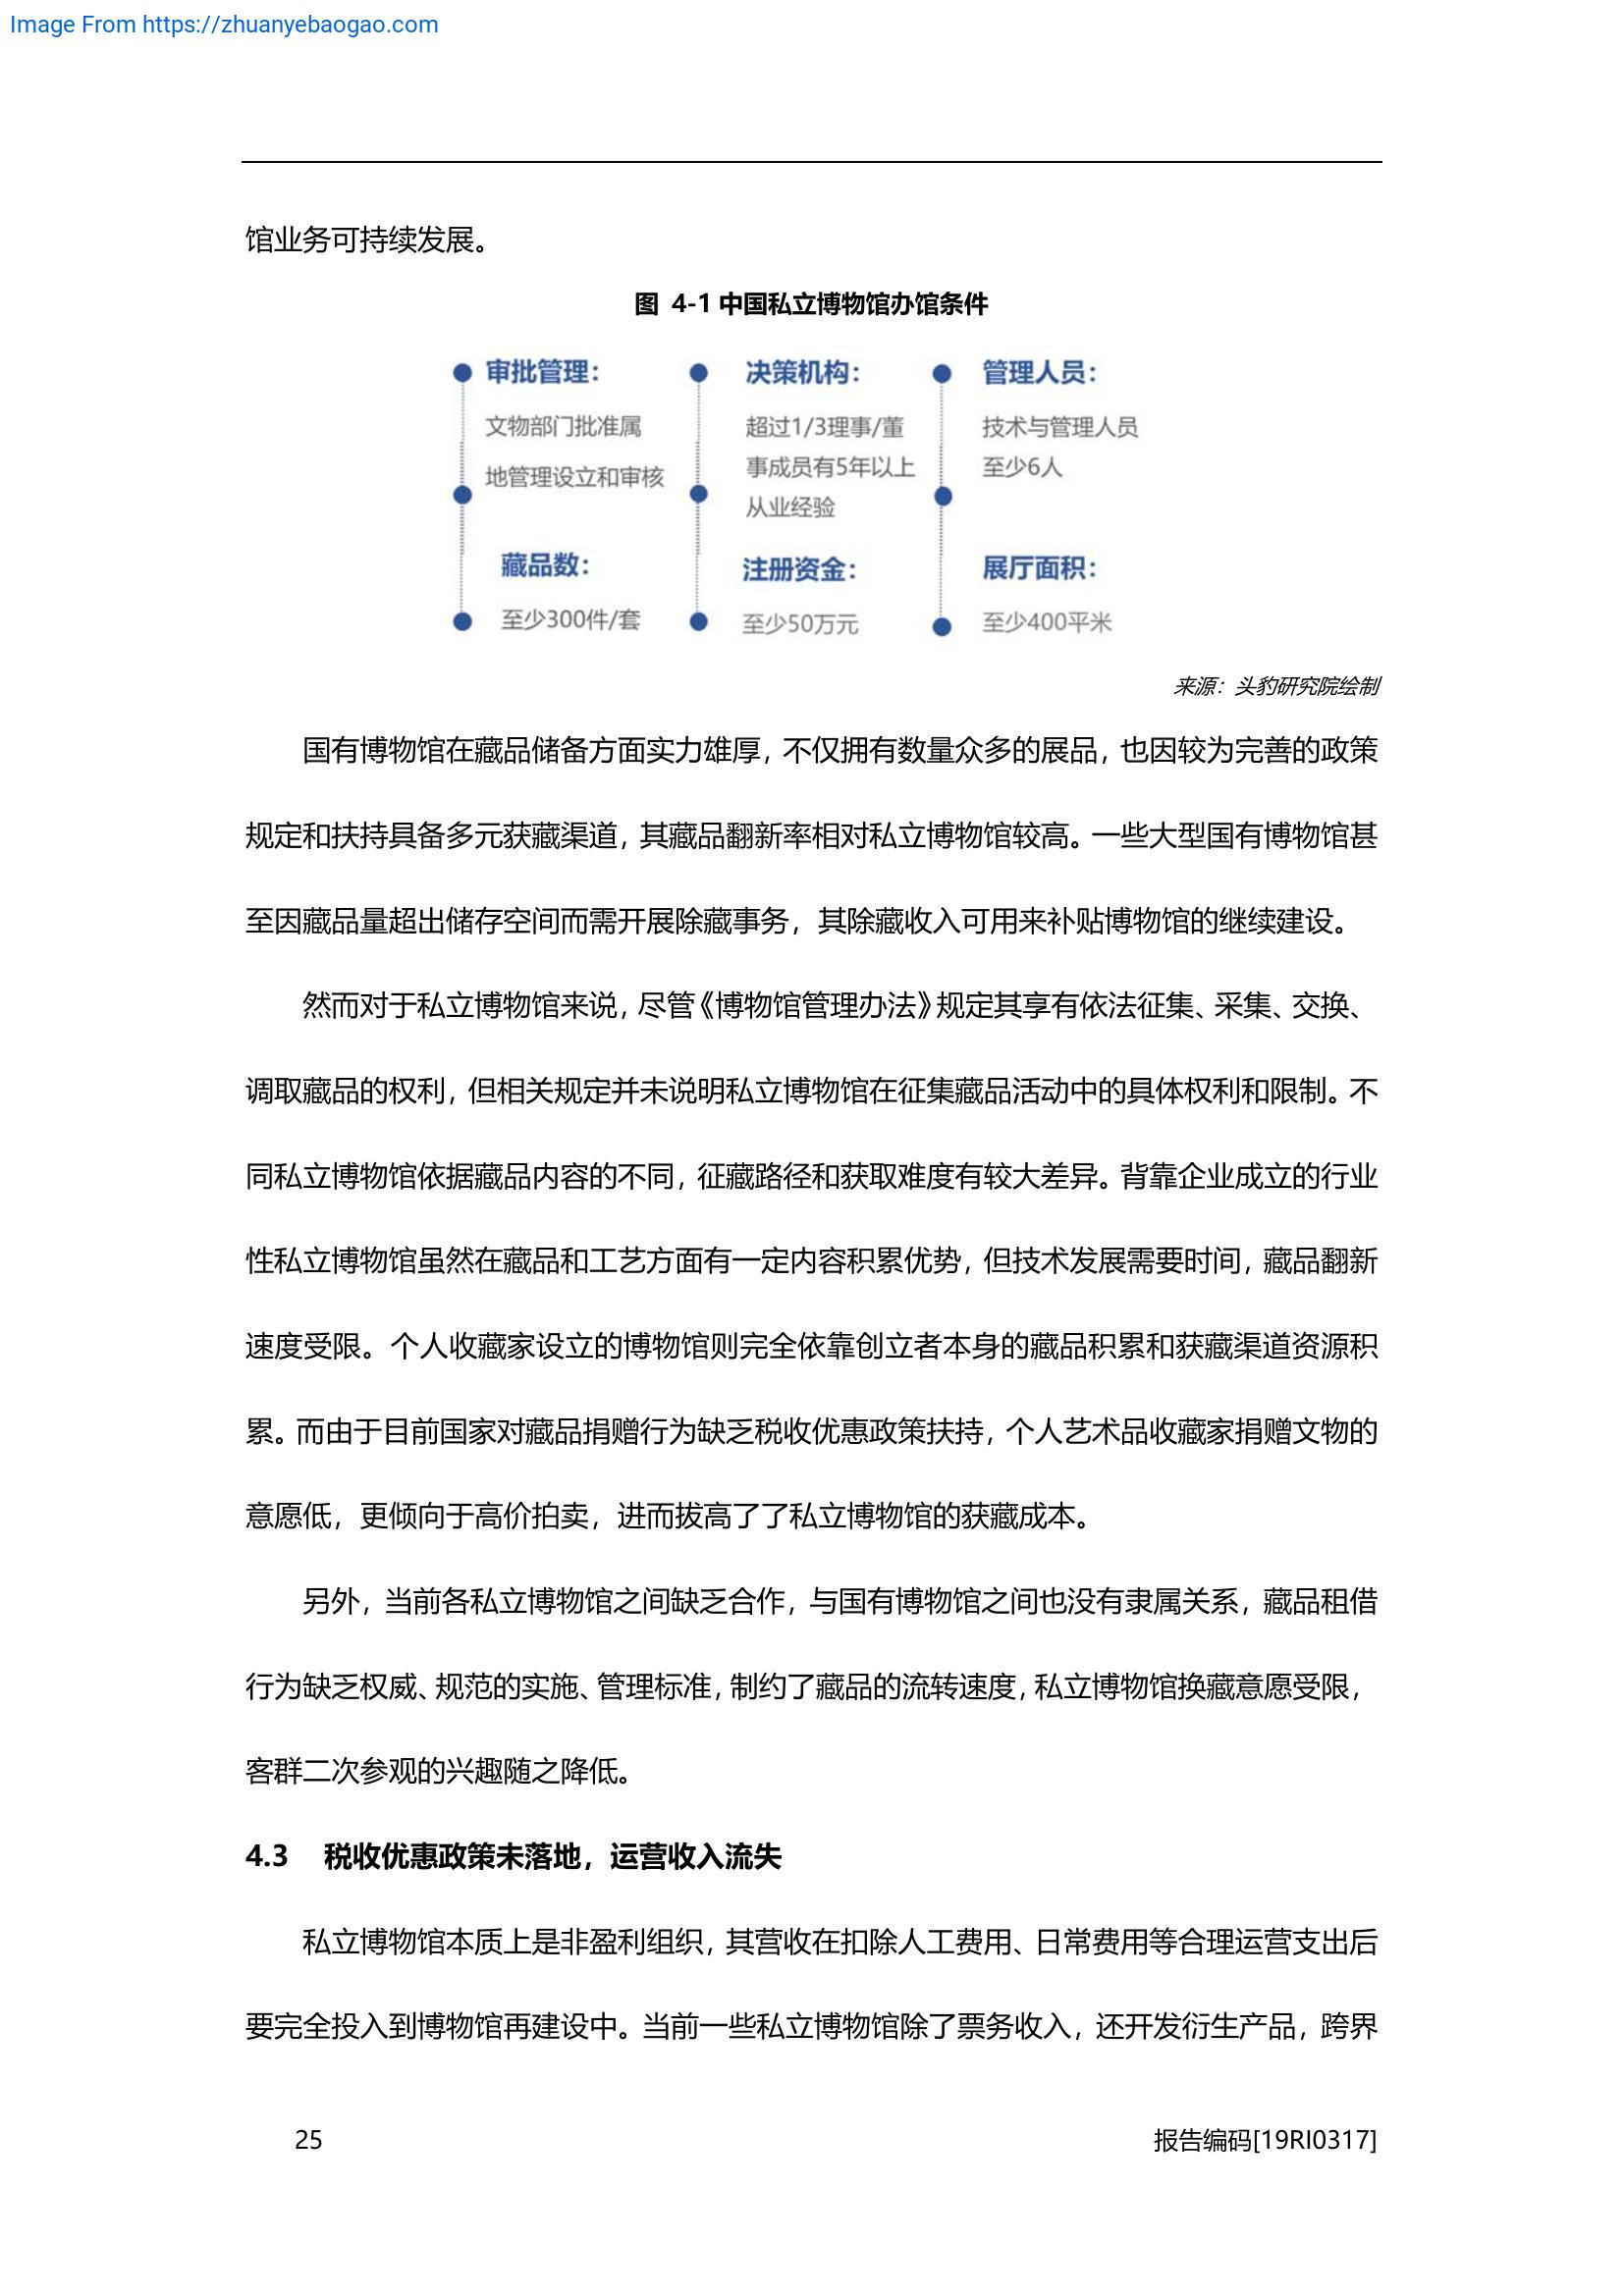 Image From https://zhuanyebaogao.com
馆业务可持续发展。
图 4-1 中国私立博物馆办馆条件
审批管理：
文物部门批准属
地管理设立和审核
决策机构：
超过1/3理事/董
事成员有5年以上
从业经验
管理人员：
技术与管理人员
至少6人
藏品数：
至少300件/套
注册资金：
至少50万元
展厅面积：
至少400平米
来源：头豹研究院绘制
国有博物馆在藏品储备方面实力雄厚，不仅拥有数量众多的展品，也因较为完善的政策
规定和扶持具备多元获藏渠道，其藏品翻新率相对私立博物馆较高。一些大型国有博物馆甚
至因藏品量超出储存空间而需开展除藏事务，其除藏收入可用来补贴博物馆的继续建设。
然而对于私立博物馆来说，尽管《博物馆管理办法》规定其享有依法征集、采集、交换、
调取藏品的权利，但相关规定并未说明私立博物馆在征集藏品活动中的具体权利和限制。不
同私立博物馆依据藏品内容的不同，征藏路径和获取难度有较大差异。背靠企业成立的行业
性私立博物馆虽然在藏品和工艺方面有一定内容积累优势，但技术发展需要时间，藏品翻新
速度受限。个人收藏家设立的博物馆则完全依靠创立者本身的藏品积累和获藏渠道资源积
累。而由于目前国家对藏品捐赠行为缺乏税收优惠政策扶持，个人艺术品收藏家捐赠文物的
意愿低，更倾向于高价拍卖，进而拔高了了私立博物馆的获藏成本。
另外，当前各私立博物馆之间缺乏合作，与国有博物馆之间也没有隶属关系，藏品租借
行为缺乏权威、规范的实施、管理标准，制约了藏品的流转速度，私立博物馆换藏意愿受限，
客群二次参观的兴趣随之降低。
4.3 税收优惠政策未落地，运营收入流失
私立博物馆本质上是非盈利组织，其营收在扣除人工费用、日常费用等合理运营支出后
要完全投入到博物馆再建设中。当前一些私立博物馆除了票务收入，还开发衍生产品，跨界
25
报告编码[19RI0317]